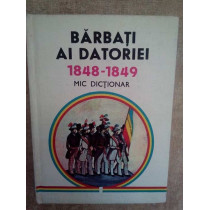 BĂRBAȚI
AI DATORIEI
1848-1849
MIC DICȚIONAR